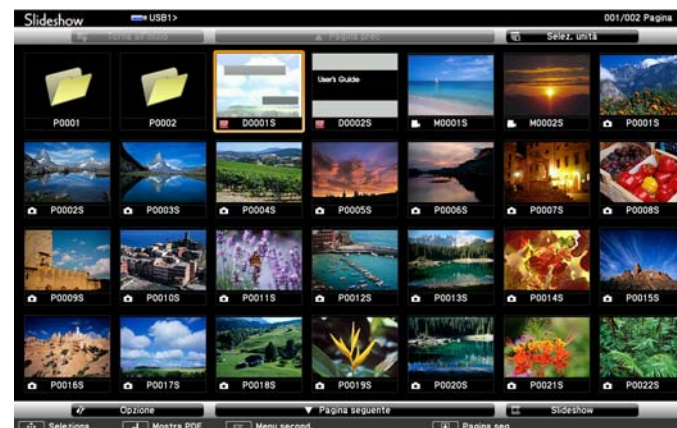 Slideshow USB1> 001/002 Pagina
Torna all'inizio ▲ Pagina prec Selez. unità
P0001 P0002 D0001S D0002S M0001S M0002S P0001S
User's Guide
P0002S P0003S P0004S P0005S P0006S P0007S P0008S
P0009S P0010S P0011S P0012S P0013S P0014S P0015S
P0016S P0017S P0018S P0019S P0020S P0021S P0022S
Opzione ▼ Pagina seguente Slideshow
Seleziona Mostra PDF Esc Menu second. Pagina seg.